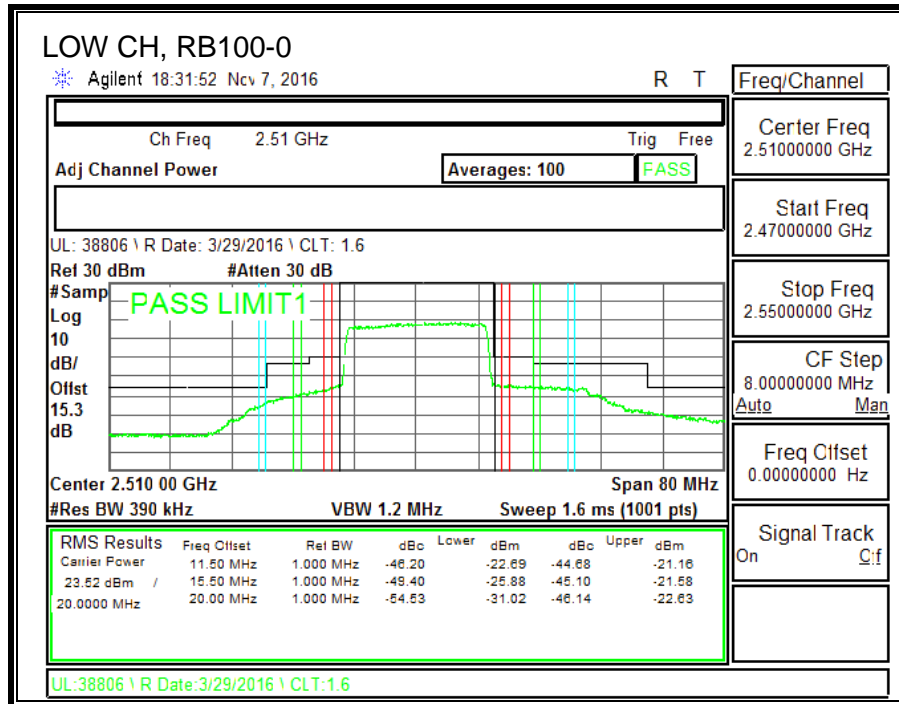 LOW CH, RB100-0
Agilent 18:31:52 Nov 7, 2016 R T
Freq/Channel
Ch Freq 2.51 GHz Trig Free
Adj Channel Power Averages: 100 PASS
Center Freq
2.51000000 GHz
Start Freq
2.47000000 GHz
Stop Freq
2.55000000 GHz
CF Step
8.00000000 MHz
Auto Man
Freq Offset
0.00000000 Hz
Signal Track
On Off
UL: 38806 \ R Date: 3/29/2016 \ CLT: 1.6
Ref 30 dBm #Atten 30 dB
#Samp
Log
10
dB/
Offst
15.3
dB
PASS LIMIT1
Center 2.510 00 GHz Span 80 MHz
#Res BW 390 kHz VBW 1.2 MHz Sweep 1.6 ms (1001 pts)
RMS Results Freq Offset Ref BW dBc Lower dBm dBc Upper dBm
Carrier Power 11.50 MHz 1.000 MHz -46.20 -22.69 -44.68 -21.16
23.52 dBm / 15.50 MHz 1.000 MHz -49.40 -25.88 -45.10 -21.58
20.0000 MHz 20.00 MHz 1.000 MHz -54.53 -31.02 -46.14 -22.63
UL:38806 \ R Date:3/29/2016 \ CLT:1.6